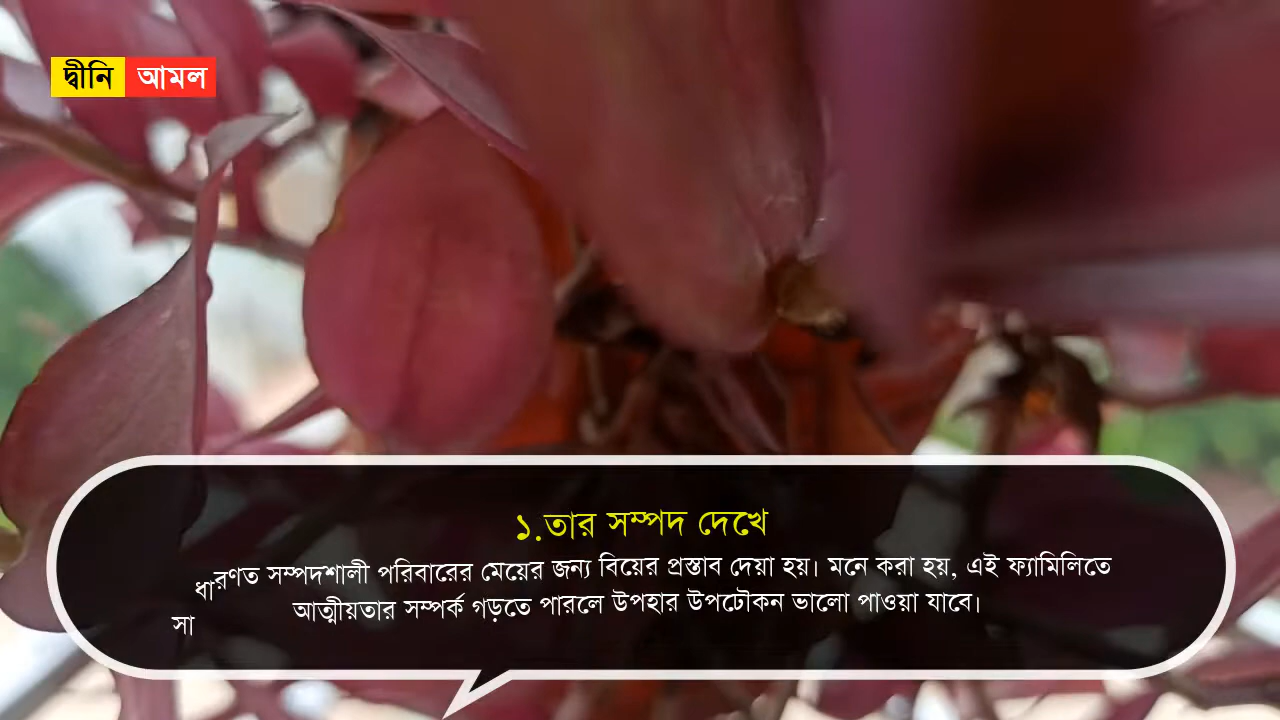 দ্বীনি আমল
১.তার সম্পদ দেখে
সাধারণত সম্পদশালী পরিবারের মেয়ের জন্য বিয়ের প্রস্তাব দেয়া হয়। মনে করা হয়, এই ফ্যামিলিতে
আত্মীয়তার সম্পর্ক গড়তে পারলে উপহার উপঢৌকন ভালো পাওয়া যাবে।